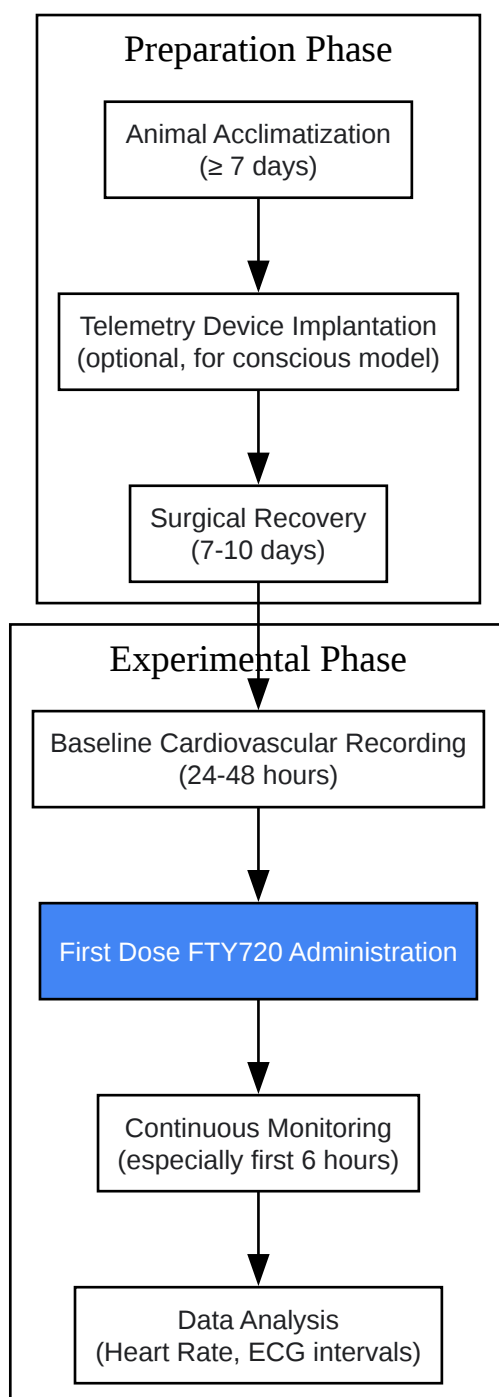 Preparation Phase
Animal Acclimatization
(≥ 7 days)
Telemetry Device Implantation
(optional, for conscious model)
Surgical Recovery
(7-10 days)
Experimental Phase
Baseline Cardiovascular Recording
(24-48 hours)
First Dose FTY720 Administration
Continuous Monitoring
(especially first 6 hours)
Data Analysis
(Heart Rate, ECG intervals)